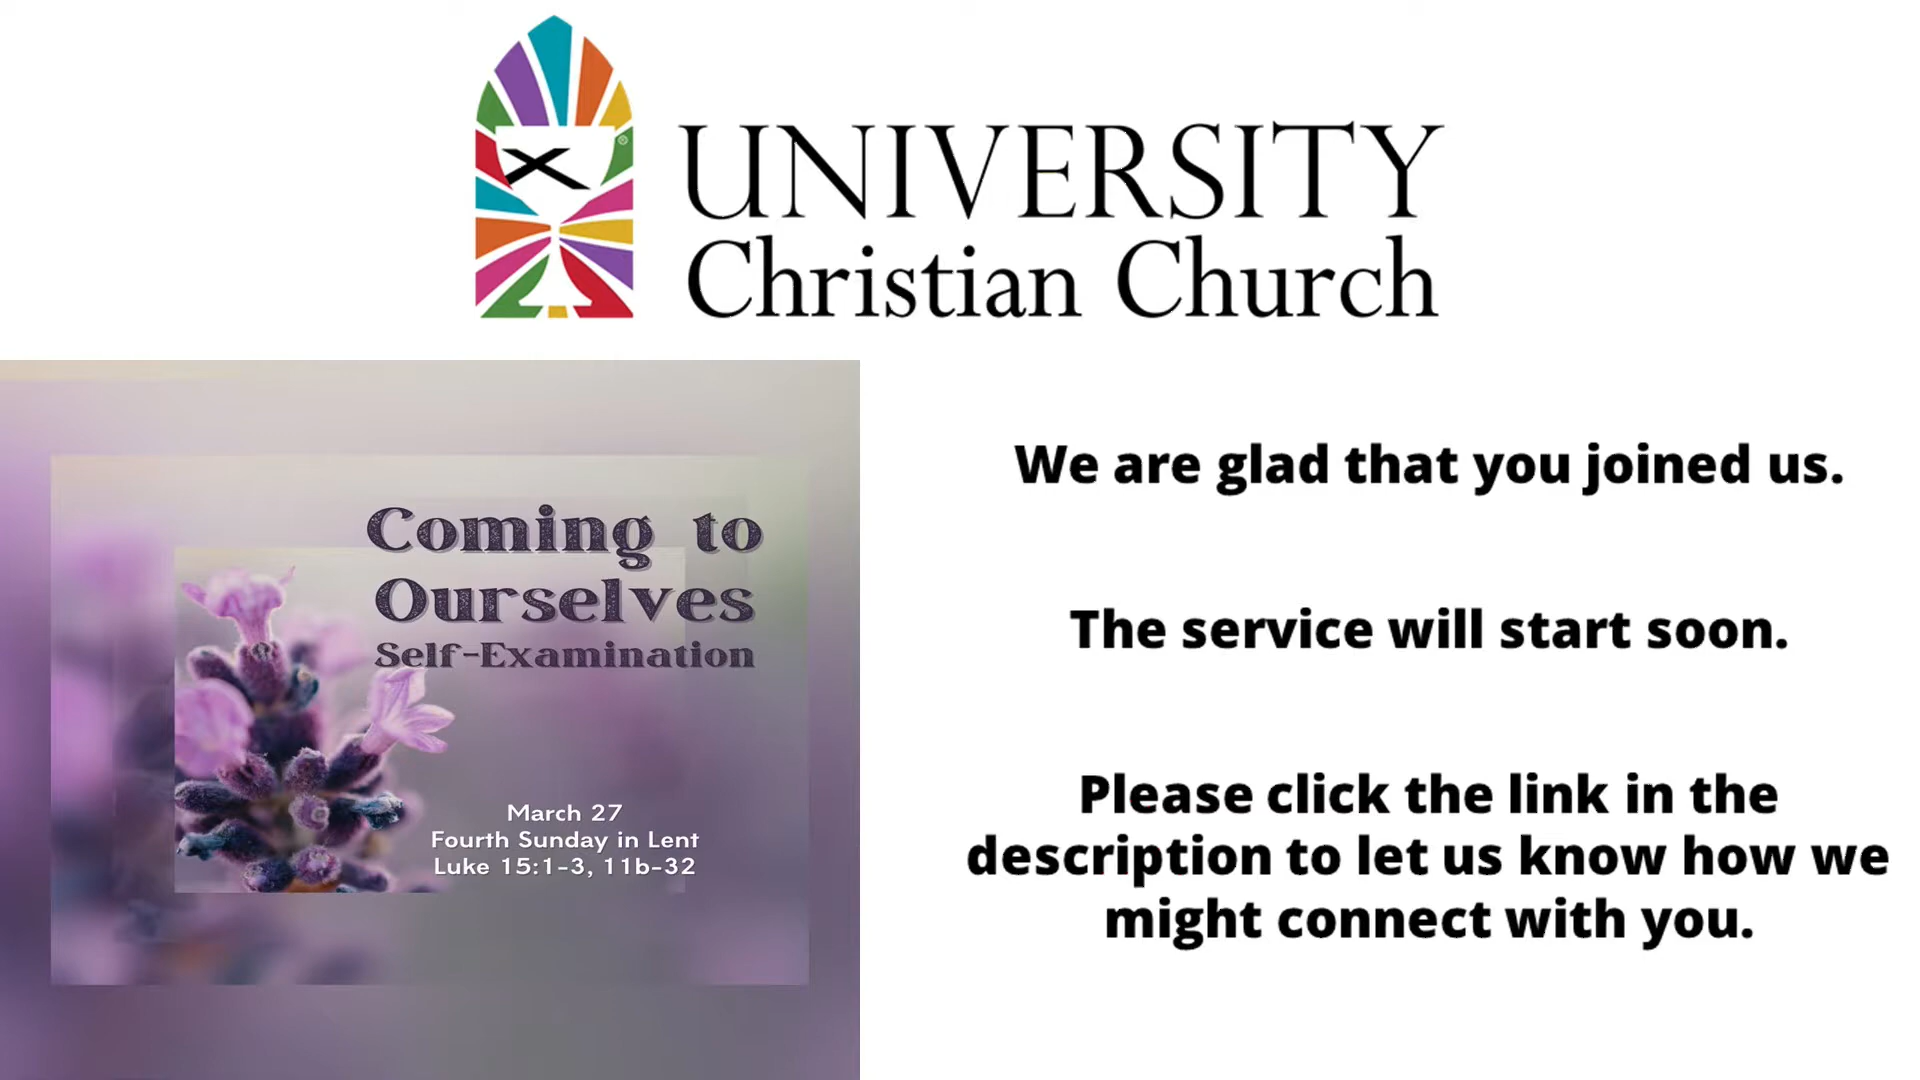 ®
UNIVERSITY
Christian Church
Coming to
Ourselves
Self-Examination
March 27
Fourth Sunday in Lent
Luke 15:1-3, 11b-32
We are glad that you joined us.
The service will start soon.
Please click the link in the
description to let us know how we
might connect with you.